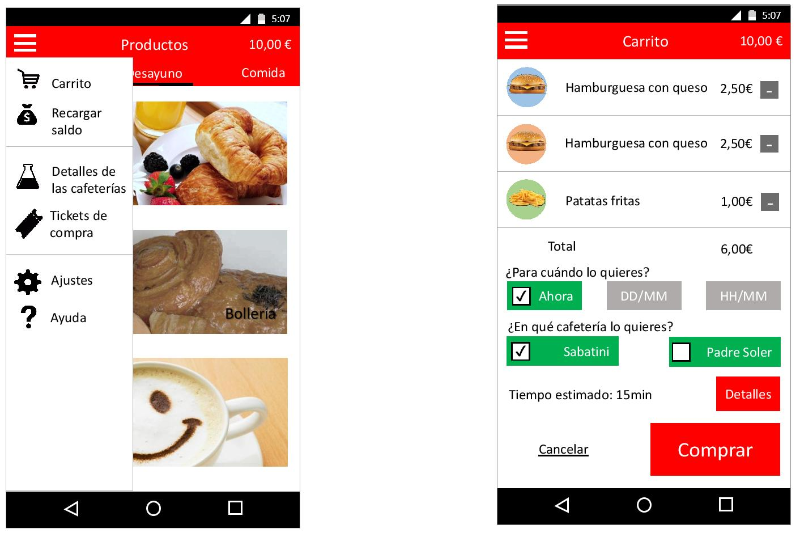 5:07
Productos
10,00 €
esayuno
Comida
Carrito
Recargar
saldo
Detalles de
las cafeterías
Tickets de
compra
Ajustes
Ayuda
Bollería
5:07
Carrito
10,00 €
Hamburguesa con queso 2,50€ -
Hamburguesa con queso 2,50€ -
Patatas fritas 1,00€ -
Total 6,00€
¿Para cuándo lo quieres?
Ahora DD/MM HH/MM
¿En qué cafetería lo quieres?
Sabatini Padre Soler
Tiempo estimado: 15min Detalles
Cancelar Comprar